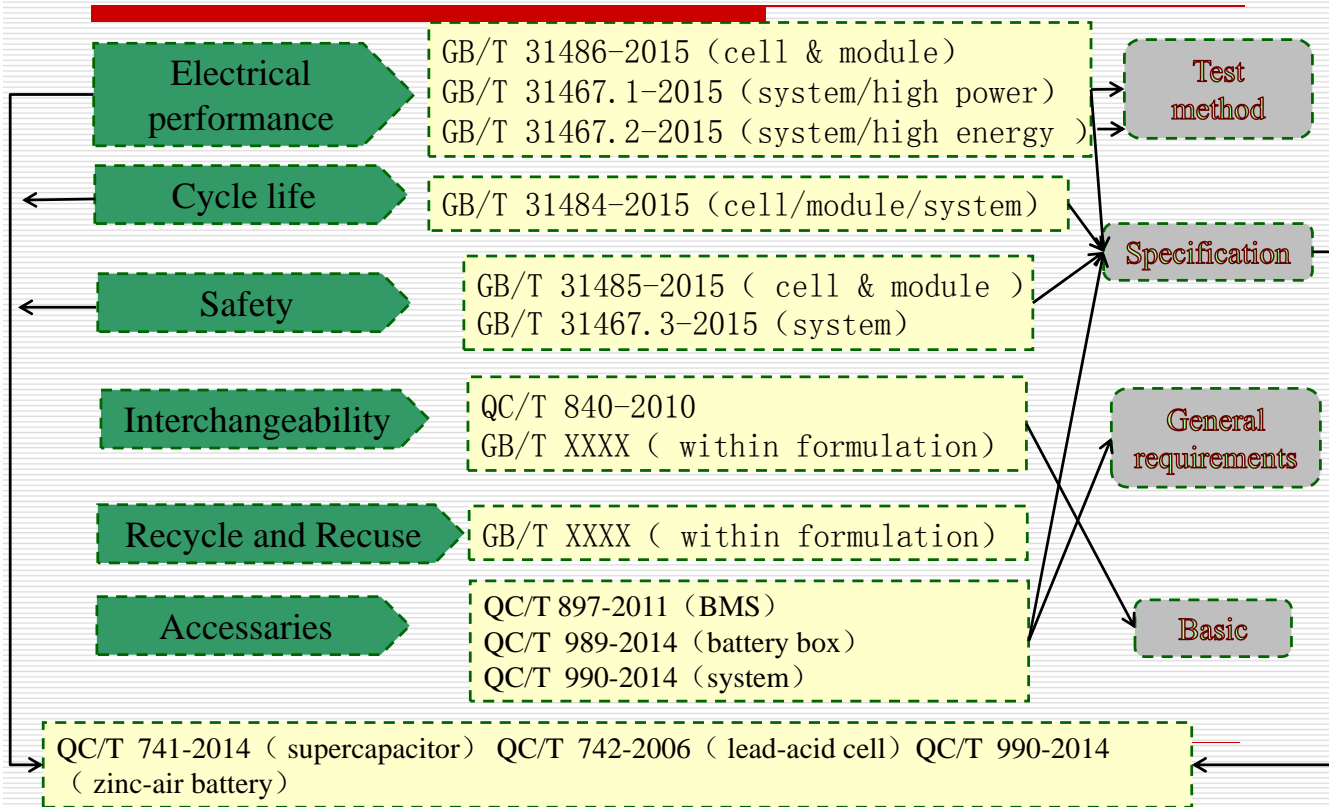 Electrical
performance
GB/T 31486-2015（cell & module）
GB/T 31467.1-2015（system/high power）
GB/T 31467.2-2015（system/high energy ）
Test
method
Cycle life
GB/T 31484-2015（cell/module/system）
Specification
Safety
GB/T 31485-2015（ cell & module ）
GB/T 31467.3-2015（system）
Interchangeability
QC/T 840-2010
GB/T XXXX（ within formulation）
General
requirements
Recycle and Recuse
GB/T XXXX（ within formulation）
Accessaries
QC/T 897-2011（BMS）
QC/T 989-2014（battery box）
QC/T 990-2014（system）
Basic
QC/T 741-2014（ supercapacitor） QC/T 742-2006（ lead-acid cell）QC/T 990-2014
（ zinc-air battery）